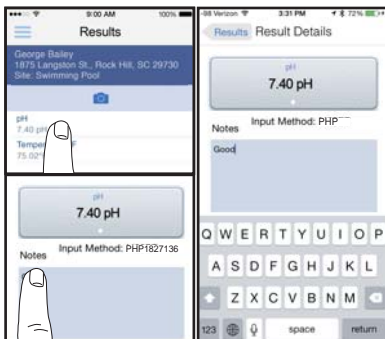 9:00 AM 100%
Results
George Bailey
1875 Langston St., Rock Hill, SC 29730
Site: Swimming Pool
pH
7.40 pH
Temper F
75.02°
pH
7.40 pH
Input Method: PHP1827136
Notes
-98 Verizon 3:31 PM 72%
Results Result Details
pH
7.40 pH
Input Method: PHP
Notes
Good
Q W E R T Y U I O P
A S D F G H J K L
Z X C V B N M
123 space return